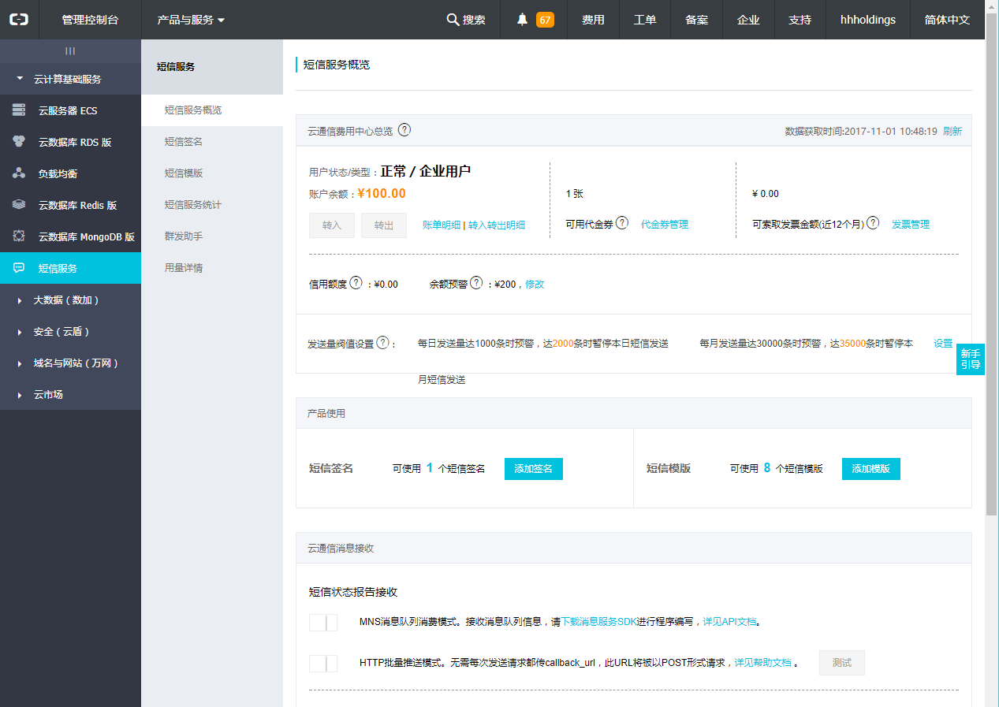 管理控制台 产品与服务 搜索 67 费用 工单 备案 企业 支持 hhholdings 简体中文
云计算基础服务
云服务器 ECS
云数据库 RDS 版
负载均衡
云数据库 Redis 版
云数据库 MongoDB 版
短信服务
大数据 ( 数加 )
安全 ( 云盾 )
域名与网站 ( 万网 )
云市场
短信服务
短信服务概览
短信签名
短信模版
短信服务统计
群发助手
用量详情
短信服务概览
云通信费用中心总览 ? 数据获取时间:2017-11-01 10:48:19 刷新
用户状态/类型 : 正常 / 企业用户
账户余额 : ¥100.00
转入 转出 账单明细 | 转入转出明细
1 张
可用代金券 ? 代金券管理
¥ 0.00
可索取发票金额(近12个月) ? 发票管理
信用额度 ? : ¥0.00 余额预警 ? : ¥200 , 修改
发送量阀值设置 ? : 每日发送量达1000条时预警 , 达2000条时暂停本日短信发送 每月发送量达30000条时预警 , 达35000条时暂停本 设置
月短信发送
新手
引导
产品使用
短信签名 可使用 1 个短信签名 添加签名 短信模版 可使用 8 个短信模版 添加模版
云通信消息接收
短信状态报告接收
MNS消息队列消费模式。接收消息队列信息 , 请下载消息服务SDK进行程序编写 , 详见API文档。
HTTP批量推送模式。无需每次发送请求都传callback_url , 此URL将被以POST形式请求 , 详见帮助文档 。 测试